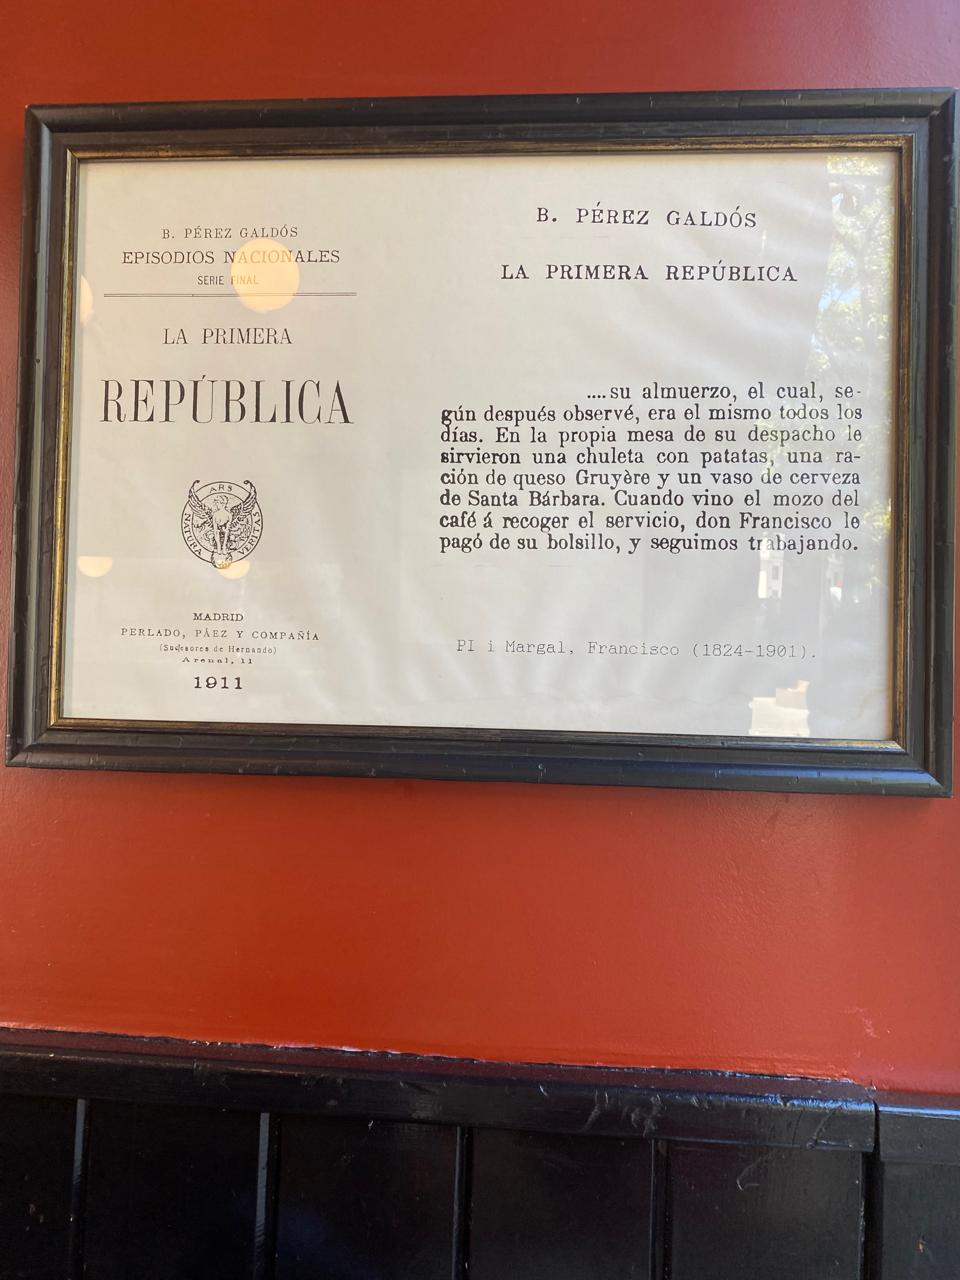 B. PÉREZ GALDÓS
EPISODIOS NACIONALES
SERIE FINAL
LA PRIMERA
REPÚBLICA
ARS
NATURA
VERITAS
MADRID
PERLADO, PÁEZ Y COMPAÑÍA
(Sucesores de Hernando)
Arenal, 11
1911
B. PÉREZ GALDÓS
LA PRIMERA REPÚBLICA
....su almuerzo, el cual, se-
gún después observé, era el mismo todos los
días. En la propia mesa de su despacho le
sirvieron una chuleta con patatas, una ra-
ción de queso Gruyère y un vaso de cerveza
de Santa Bárbara. Cuando vino el mozo del
café á recoger el servicio, don Francisco le
pagó de su bolsillo, y seguimos trabajando.
PI i Margal, Francisco (1824-1901).